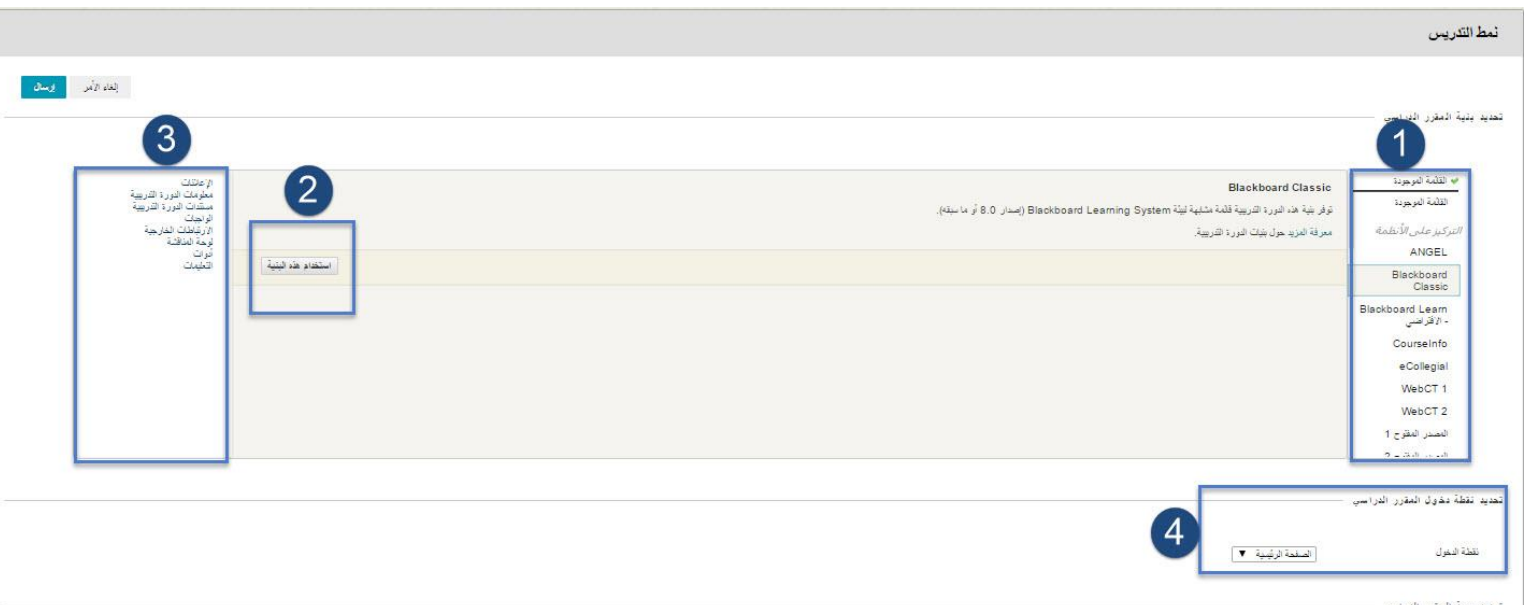 نمط التدريس
إلغاء الأمر
إرسال
تحديد بنية المقرر الدراسي
1
القائمة الموجودة
القائمة الموجودة
التركيز على الأنظمة
ANGEL
Blackboard
Classic
Blackboard Learn
- الافتراضي
CourseInfo
eCollegial
WebCT 1
WebCT 2
المصدر المفتوح 1
المصدر المفتوح 2
Blackboard Classic
توفر بنية هذه الدورة التدريبية قائمة مشابهة لبيئة Blackboard Learning System (إصدار 8.0 أو ما سبقه).
معرفة المزيد حول بنيات الدورة التدريبية.
2
استخدام هذه البنية
3
الإعلانات
معلومات الدورة التدريبية
مستندات الدورة التدريبية
الواجبات
الارتباطات الخارجية
لوحة المناقشة
أدوات
التعليمات
تحديد نقطة دخول المقرر الدراسي
4
نقطة الدخول
الصفحة الرئيسية